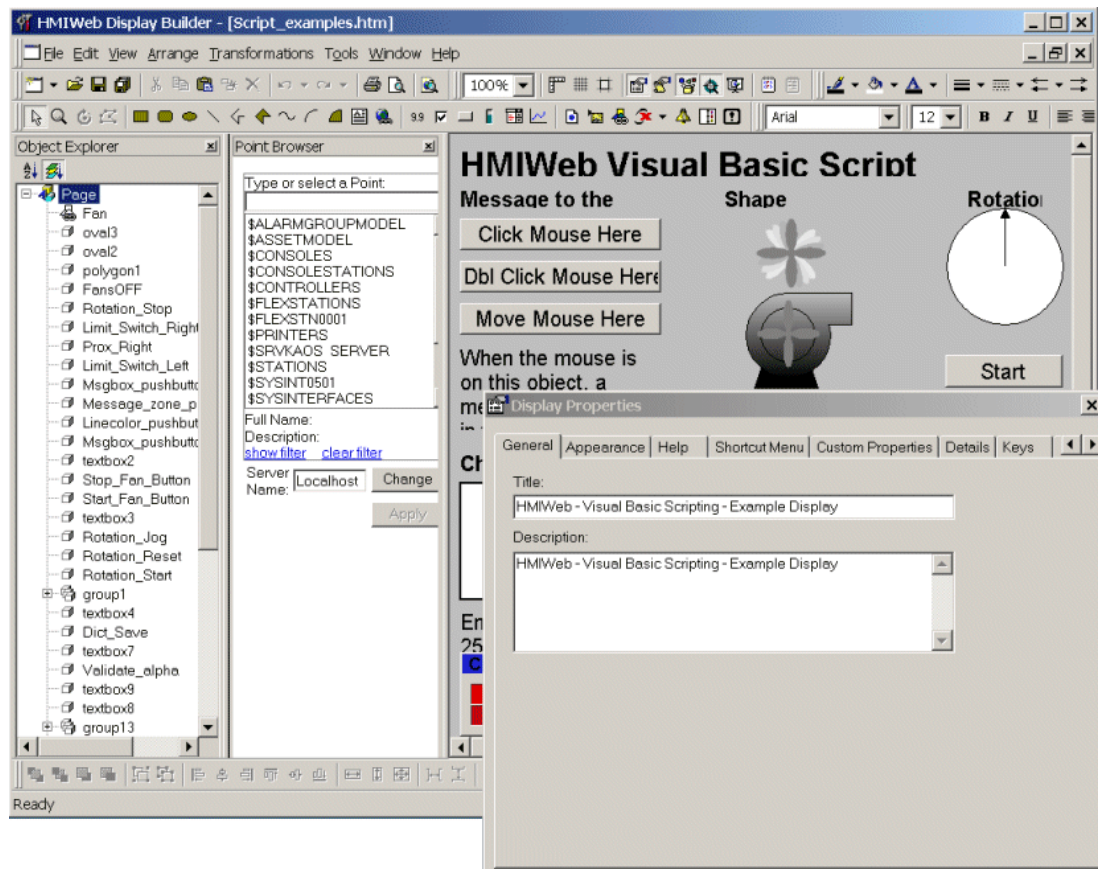 HMIWeb Display Builder - [Script_examples.htm]
File Edit View Arrange Transformations Tools Window Help
100%
9.9
Arial
12
B I U
Object Explorer
Page
Fan
oval3
oval2
polygon1
FansOFF
Rotation_Stop
Limit_Switch_Right
Prox_Right
Limit_Switch_Left
Msgbox_pushbutto
Message_zone_p
Linecolor_pushbut
Msgbox_pushbutto
textbox2
Stop_Fan_Button
Start_Fan_Button
textbox3
Rotation_Jog
Rotation_Reset
Rotation_Start
group1
textbox4
Dict_Save
textbox7
Validate_alpha
textbox9
textbox8
group13
Point Browser
Type or select a Point:
$ALARMGROUPMODEL
$ASSETMODEL
$CONSOLES
$CONSOLESTATIONS
$CONTROLLERS
$FLEXSTATIONS
$FLEXSTN0001
$PRINTERS
$SRVKAOS SERVER
$STATIONS
$SYSINT0501
$SYSINTERFACES
Full Name:
Description:
show filter clear filter
Server Name: Localhost Change
Apply
HMIWeb Visual Basic Script
Message to the Shape Rotatio
Click Mouse Here
Dbl Click Mouse Here
Move Mouse Here
Start
When the mouse is
on this object, a
me
Ch
En
25
C
Display Properties
General Appearance Help Shortcut Menu Custom Properties Details Keys
Title:
HMIWeb - Visual Basic Scripting - Example Display
Description:
HMIWeb - Visual Basic Scripting - Example Display
Ready